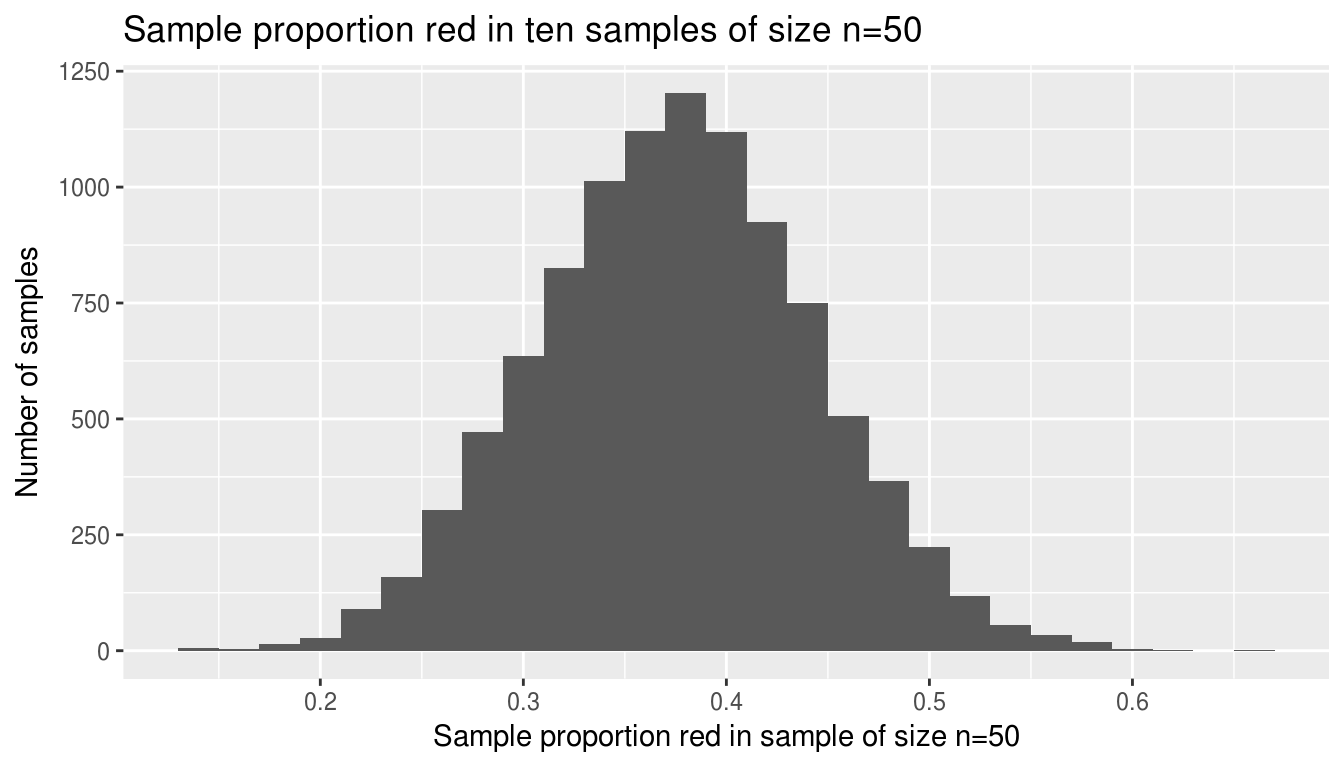 Sample proportion red in ten samples of size n=50
1250
1000
750
500
250
0
Number of samples
0.2 0.3 0.4 0.5 0.6
Sample proportion red in sample of size n=50